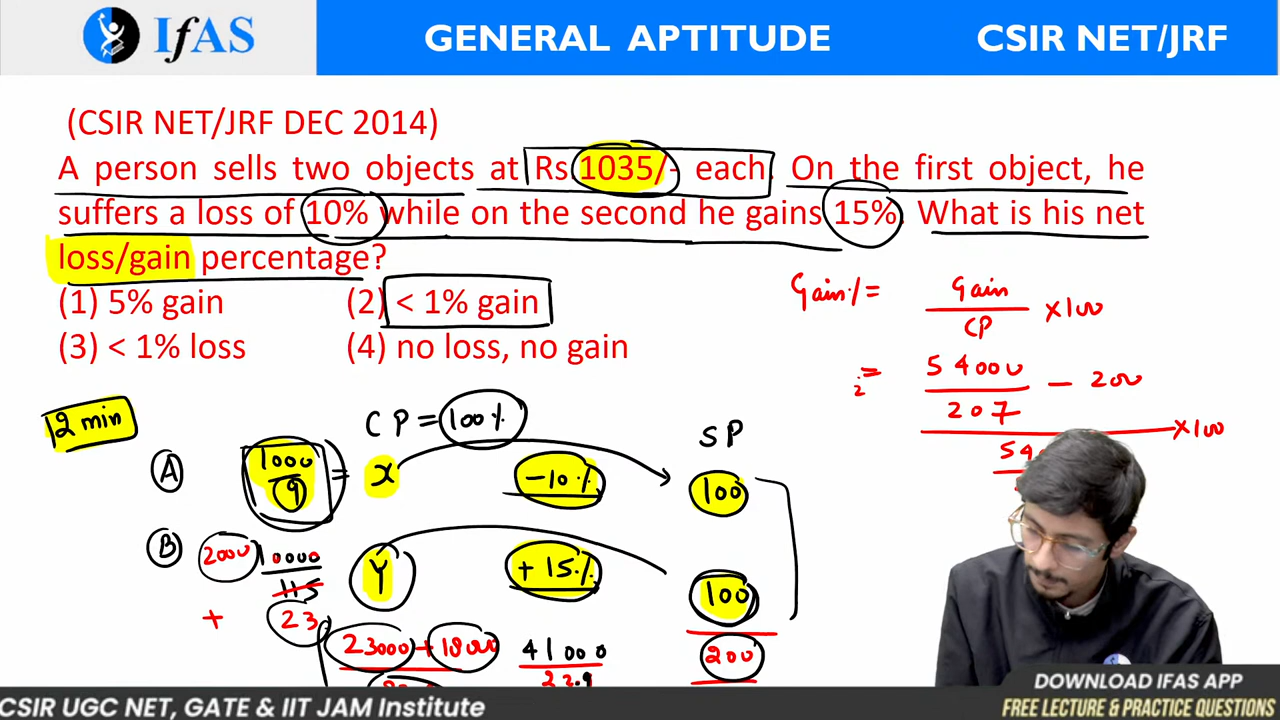 IfAS
GENERAL APTITUDE
CSIR NET/JRF
(CSIR NET/JRF DEC 2014)
A person sells two objects at Rs 1035/- each. On the first object, he
suffers a loss of 10% while on the second he gains 15%. What is his net
loss/gain percentage?
(1) 5% gain (2) < 1% gain
(3) < 1% loss (4) no loss, no gain
Gain% = Gain/CP ×100
= 54000/207 - 200
×100
12 min
CP = 100%
SP
A 1000/9 = x -10% 100
B 2000 10000/115 Y +15% 100
+ 23
23000 + 18000 41000 200
DOWNLOAD IFAS APP
CSIR UGC NET, GATE & IIT JAM Institute
FREE LECTURE & PRACTICE QUESTIONS